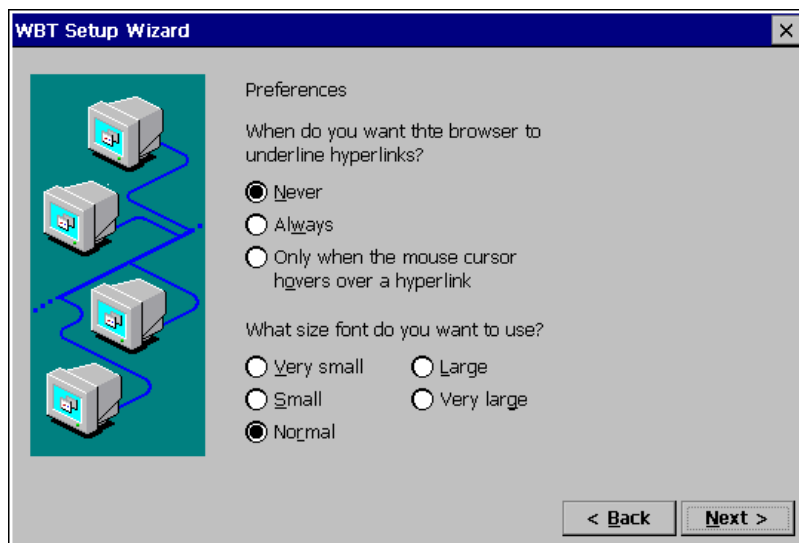 WBT Setup Wizard
Preferences
When do you want thte browser to
underline hyperlinks?
Never
Always
Only when the mouse cursor
hovers over a hyperlink
What size font do you want to use?
Very small
Large
Small
Very large
Normal
< Back
Next >